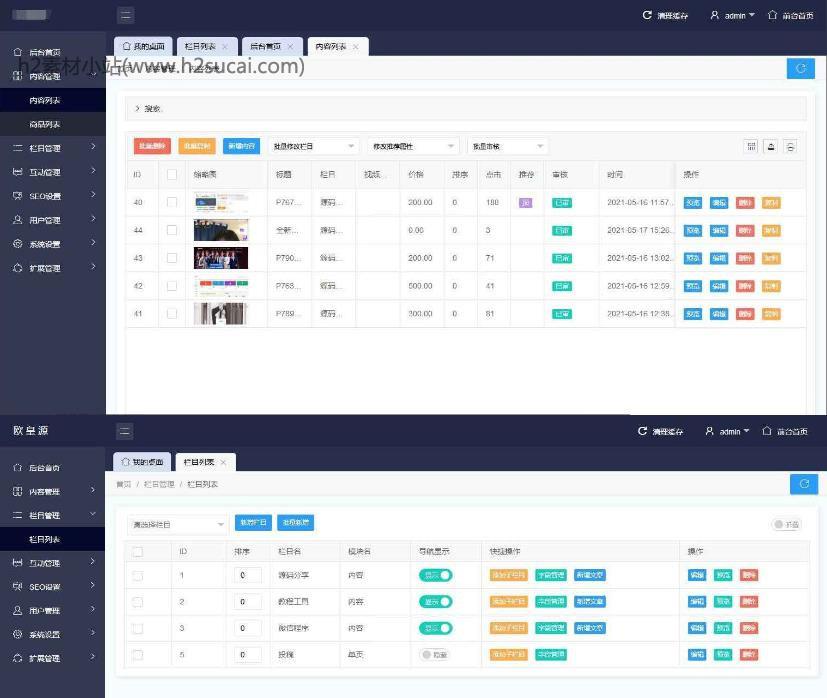 清理缓存 admin 前台首页
我的桌面 栏目列表 后台首页 内容列表
后台首页
h2素材小站(www.h2sucai.com)
内容管理
内容列表
商品列表
栏目管理
互动管理
SEO设置
用户管理
系统设置
扩展管理
搜索
批量删除 新增内容 批量修改栏目 修改推荐属性 批量审核
ID 缩略图 标题 栏目 视频... 价格 排序 点击 推荐 审核 时间 操作
40 P767... 源码... 200.00 0 180 顶 已审 2021-05-16 11:57... 预览 编辑 删除 复制
44 全新... 源码... 0.00 0 3 已审 2021-05-17 15:26... 预览 编辑 删除 复制
43 P790... 源码... 200.00 0 71 已审 2021-05-16 13:02... 预览 编辑 删除 复制
42 P763... 源码... 500.00 0 41 已审 2021-05-16 12:59... 预览 编辑 删除 复制
41 P789... 源码... 300.00 0 81 已审 2021-05-16 12:38... 预览 编辑 删除 复制
欧皇源 清理缓存 admin 前台首页
我的桌面 栏目列表
首页 / 栏目管理 / 栏目列表
后台首页
内容管理
栏目管理
栏目列表
互动管理
SEO设置
用户管理
系统设置
扩展管理
请选择栏目 新增栏目 批量新增
ID 排序 栏目名 模块名 导航显示 快捷操作 操作
1 0 源码分享 内容 显示 添加子栏目 字段管理 新增文章 编辑 预览 删除
2 0 教程工具 内容 显示 添加子栏目 字段管理 新增文章 编辑 预览 删除
3 0 微信程序 内容 显示 添加子栏目 字段管理 新增文章 编辑 预览 删除
5 0 投稿 单页 隐藏 添加子栏目 字段管理 编辑 预览 删除